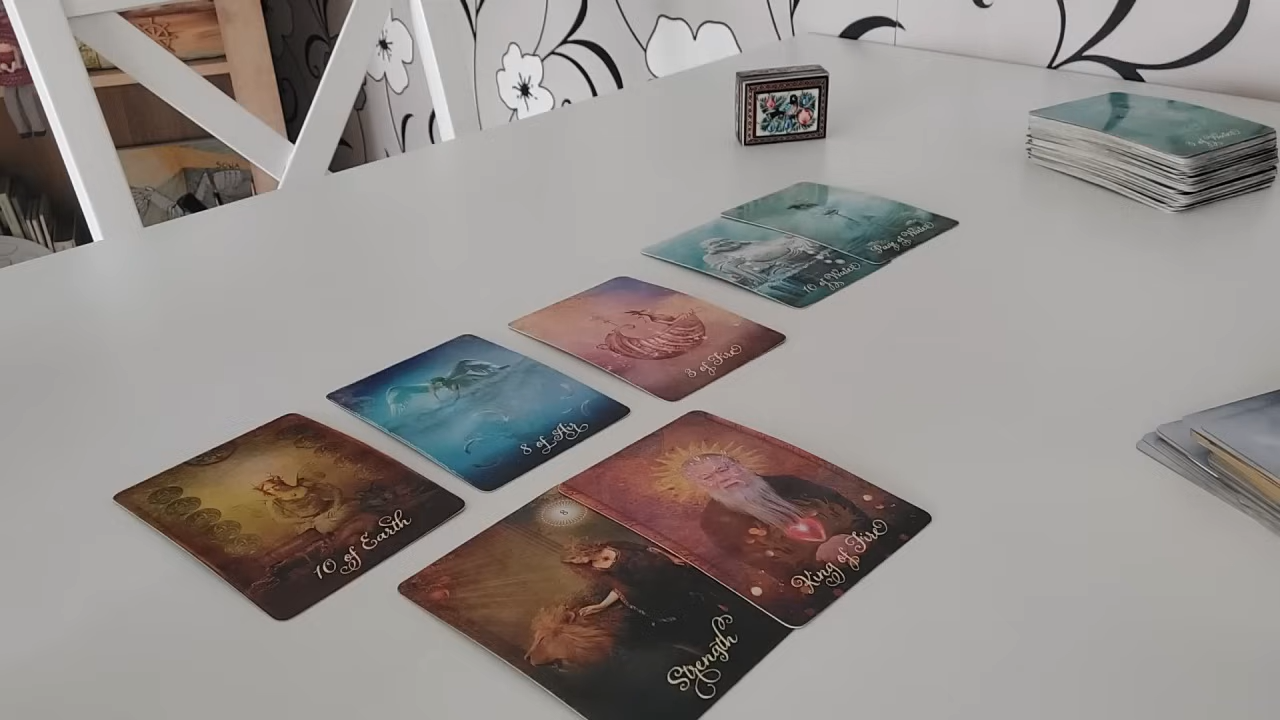 Page of Water
10 of Water
3 of Fire
8 of Air
10 of Earth
King of Fire
8
Strength